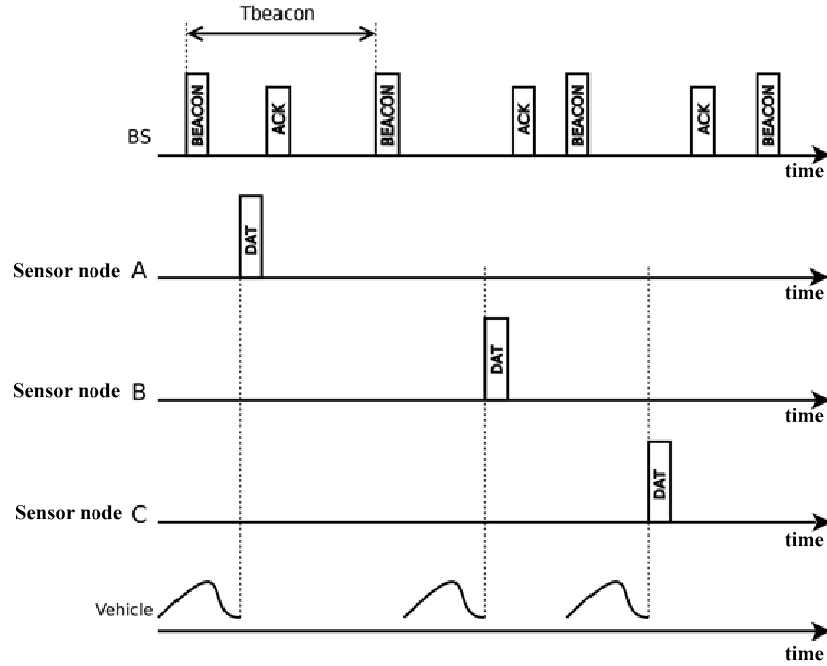 Tbeacon
BEACON
ACK
BEACON
ACK
BEACON
ACK
BEACON
BS
time
DAT
Sensor node A
time
DAT
Sensor node B
time
DAT
Sensor node C
time
Vehicle
time